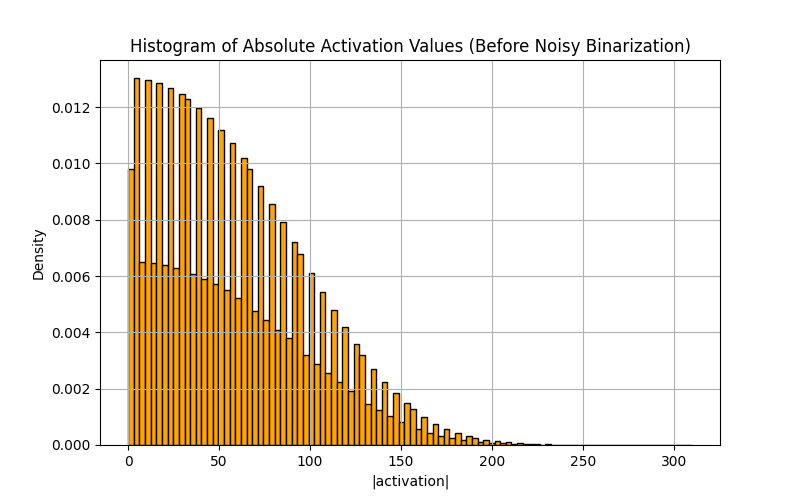 Histogram of Absolute Activation Values (Before Noisy Binarization)
Density
0.012
0.010
0.008
0.006
0.004
0.002
0.000
0 50 100 150 200 250 300
|activation|